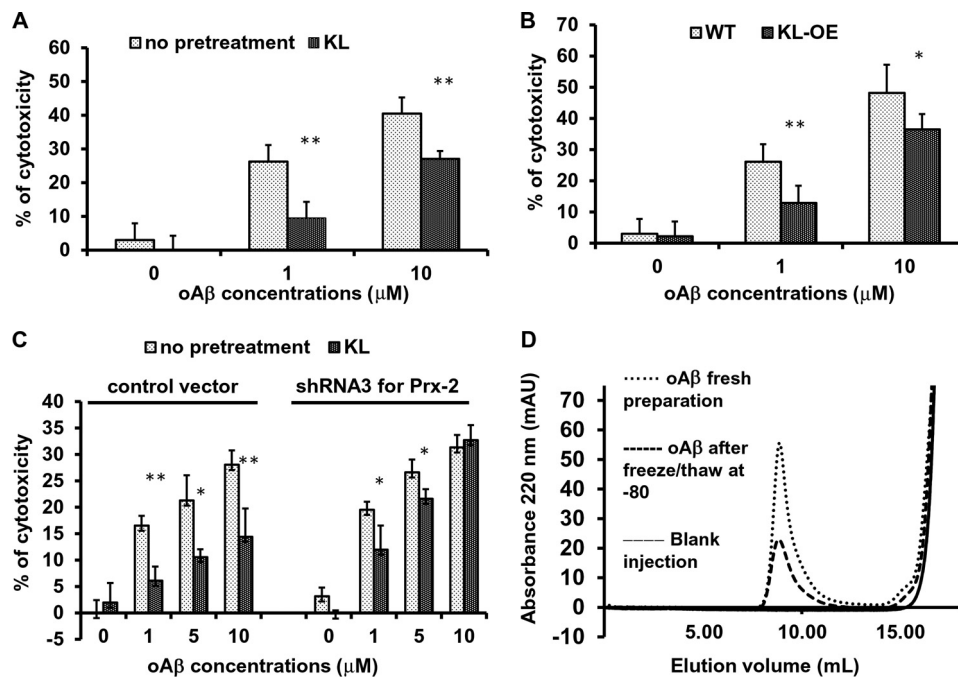 A
no pretreatment KL
60
50
40
30
20
10
0
% of cytotoxicity
**
**
0 1 10
oAβ concentrations (μM)
B
WT KL-OE
70
60
50
40
30
20
10
0
% of cytotoxicity
**
*
0 1 10
oAβ concentrations (μM)
C
no pretreatment KL
control vector shRNA3 for Prx-2
40
35
30
25
20
15
10
5
0
-5
% of cytotoxicity
**
*
**
*
*
0 1 5 10 0 1 5 10
oAβ concentrations (μM)
D
oAβ fresh
preparation
oAβ after
freeze/thaw at
-80
Blank
injection
70
60
50
40
30
20
10
0
-10
Absorbance 220 nm (mAU)
5.00 10.00 15.00
Elution volume (mL)